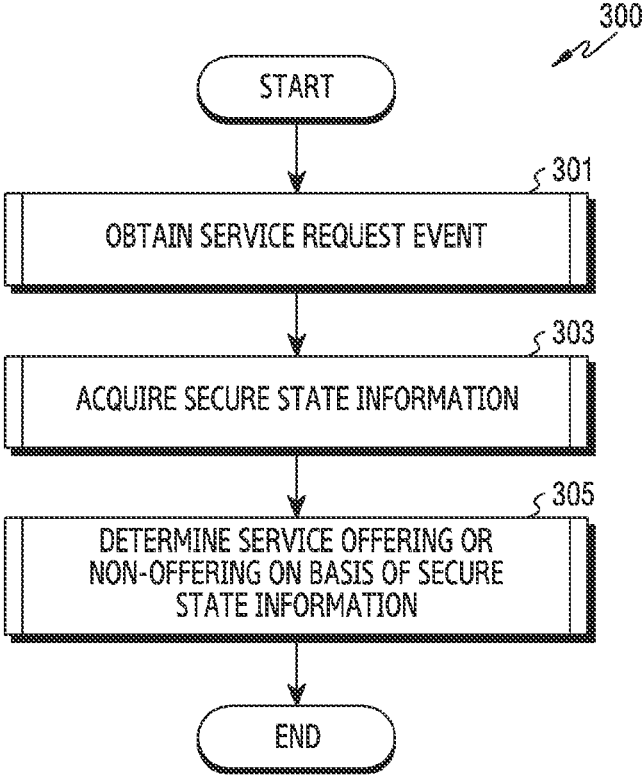 300
START
301
OBTAIN SERVICE REQUEST EVENT
303
ACQUIRE SECURE STATE INFORMATION
305
DETERMINE SERVICE OFFERING OR
NON-OFFERING ON BASIS OF SECURE
STATE INFORMATION
END